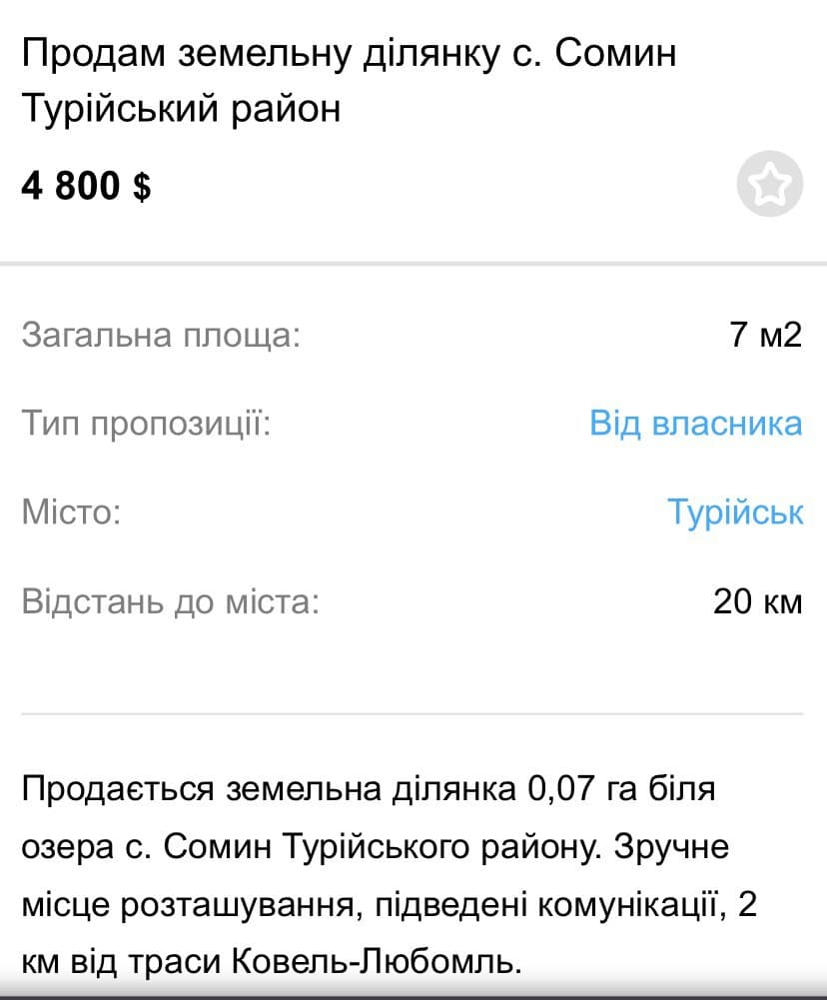 Продам земельну ділянку с. Сомин
Турійський район
4 800 $
Загальна площа: 7 м2
Тип пропозиції: Від власника
Місто: Турійськ
Відстань до міста: 20 км
Продається земельна ділянка 0,07 га біля
озера с. Сомин Турійського району. Зручне
місце розташування, підведені комунікації, 2
км від траси Ковель-Любомль.